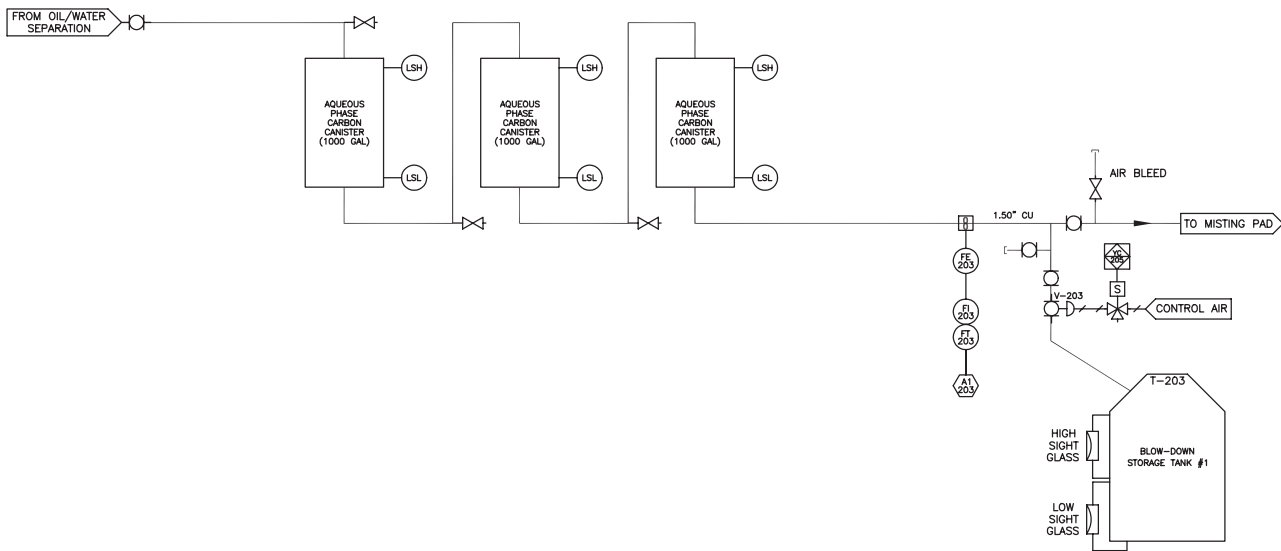 FROM OIL/WATER
SEPARATION
LSH
LSH
LSH
AQUEOUS
PHASE
CARBON
CANISTER
(1000 GAL)
AQUEOUS
PHASE
CARBON
CANISTER
(1000 GAL)
AQUEOUS
PHASE
CARBON
CANISTER
(1000 GAL)
LSL
LSL
LSL
AIR BLEED
1.50" CU
TO MISTING PAD
FE
203
YC
205
S
V-203
CONTROL AIR
FI
203
FT
203
A1
203
T-203
HIGH
SIGHT
GLASS
BLOW-DOWN
STORAGE TANK #1
LOW
SIGHT
GLASS